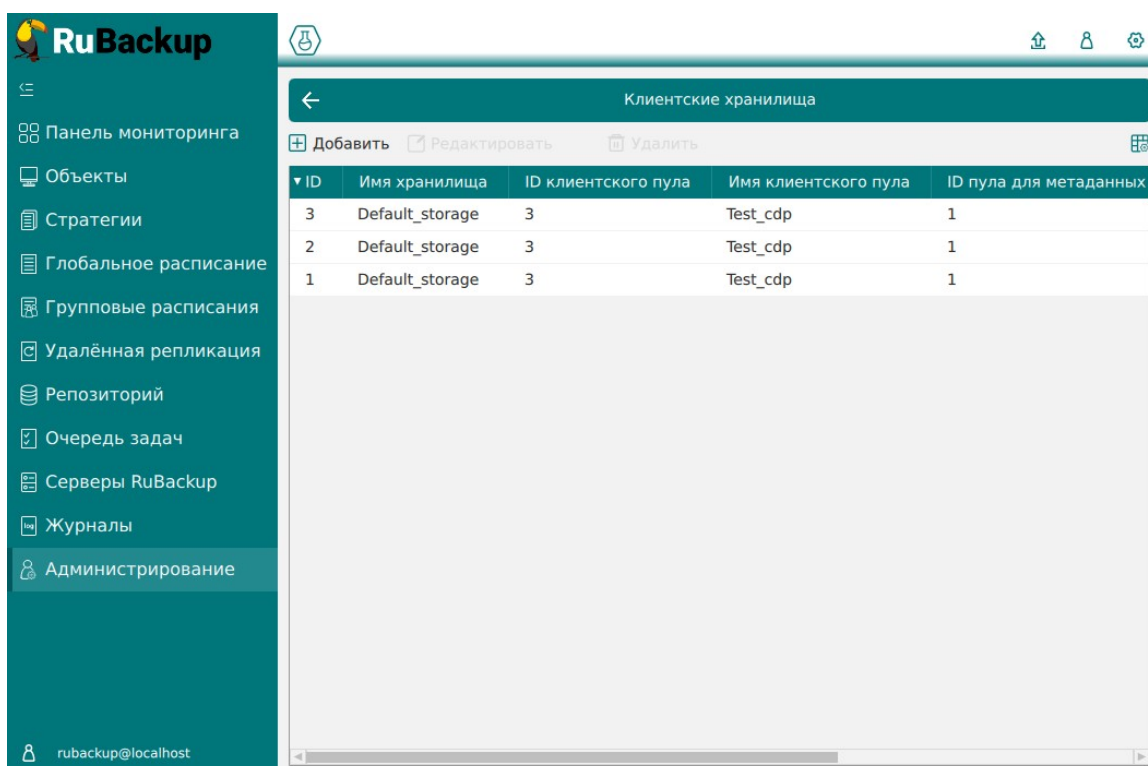 RuBackup
Клиентские хранилища
Добавить Редактировать Удалить
ID Имя хранилища ID клиентского пула Имя клиентского пула ID пула для метаданных
3 Default_storage 3 Test_cdp 1
2 Default_storage 3 Test_cdp 1
1 Default_storage 3 Test_cdp 1
Панель мониторинга
Объекты
Стратегии
Глобальное расписание
Групповые расписания
Удалённая репликация
Репозиторий
Очередь задач
Серверы RuBackup
log Журналы
Администрирование
rubackup@localhost